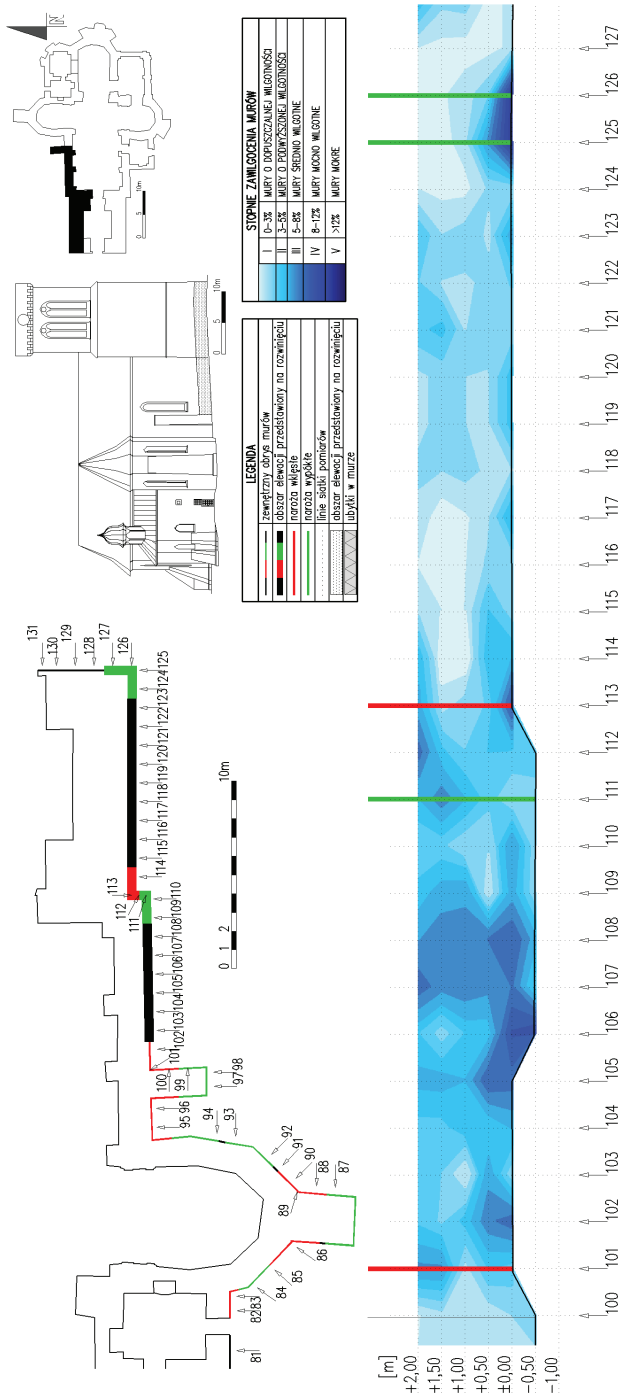 131
130
129
128
127
126
125
124
123
122
121
120
119
118
117
116
115
114
113
112
111
110
109
108
107
106
105
104
103
102
101
100
99
9798
95 96
94
93
92
91
90
89
88
87
86
85
84
8283
81
0 1 2 10m
0 5 10m
N
0 5 10m
LEGENDA
zewnętrzny obrys murów
obszar elewacji przedstawiony na rozwinięciu
naroża wklęsłe
naroża wypókłe
linie siatki pomiarów
obszar elewacji przedstawiony na rozwinięciu
ubytki w murze
STOPNIE ZAWILGOCENIA MURÓW
I 0-3% MURY O DOPUSZCZALNEJ WILGOTNOŚCI
II 3-5% MURY O PODWYŻSZONEJ WILGOTNOŚCI
III 5-8% MURY ŚREDNIO WILGOTNE
IV 8-12% MURY MOCNO WILGOTNE
V >12% MURY MOKRE
[m]
+2,00
+1,50
+1,00
+0,50
±0,00
-0,50
-1,00
100 101 102 103 104 105 106 107 108 109 110 111 112 113 114 115 116 117 118 119 120 121 122 123 124 125 126 127